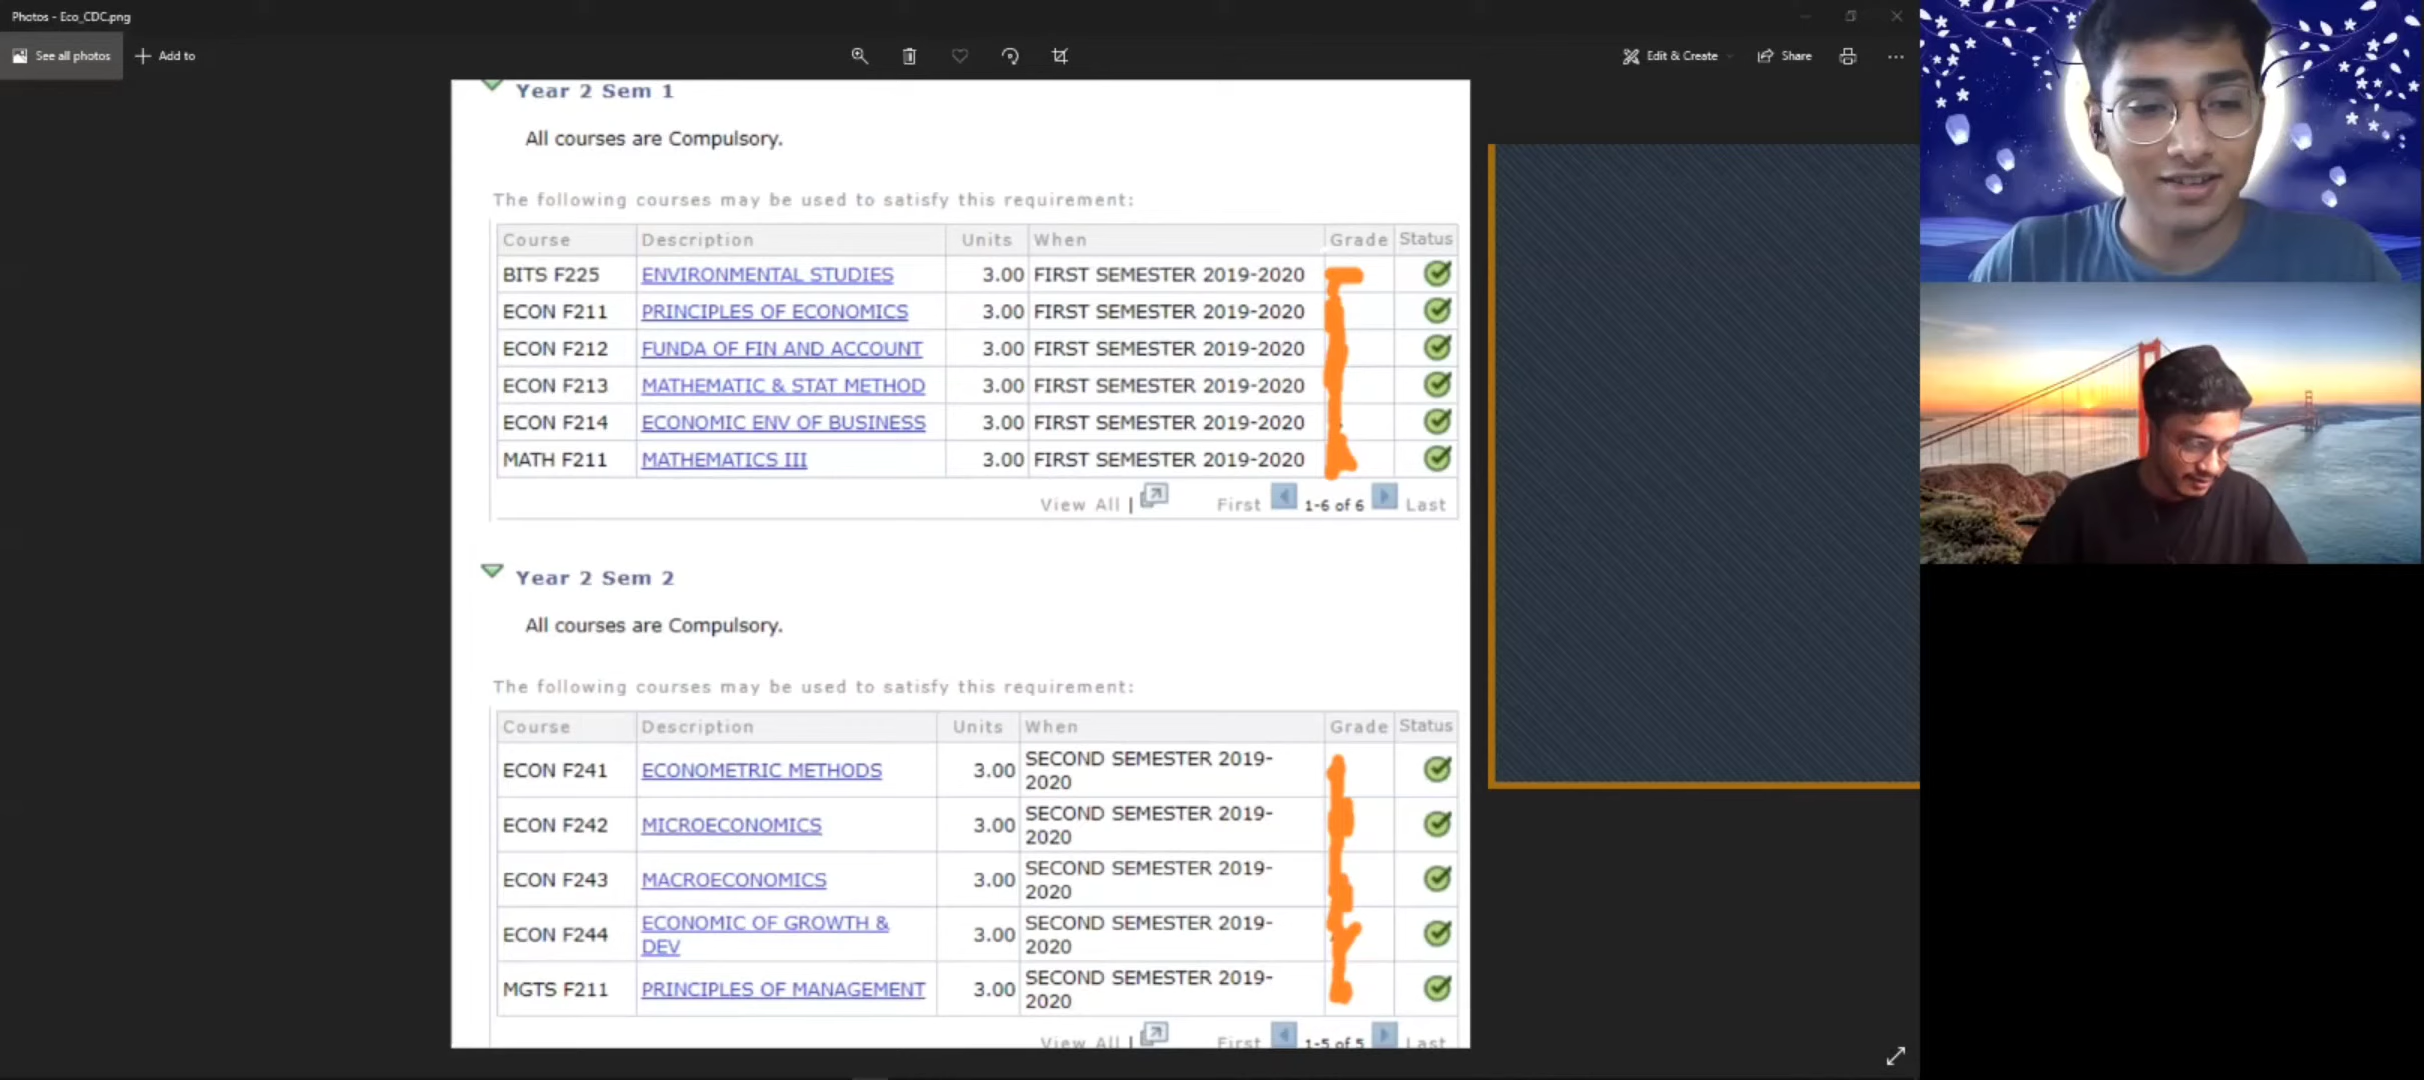 Photos - Eco_CDC.png
See all photos
Add to
Edit & Create
Share
Year 2 Sem 1
All courses are Compulsory.
The following courses may be used to satisfy this requirement:
Course Description Units When Grade Status
BITS F225 ENVIRONMENTAL STUDIES 3.00 FIRST SEMESTER 2019-2020
ECON F211 PRINCIPLES OF ECONOMICS 3.00 FIRST SEMESTER 2019-2020
ECON F212 FUNDA OF FIN AND ACCOUNT 3.00 FIRST SEMESTER 2019-2020
ECON F213 MATHEMATIC & STAT METHOD 3.00 FIRST SEMESTER 2019-2020
ECON F214 ECONOMIC ENV OF BUSINESS 3.00 FIRST SEMESTER 2019-2020
MATH F211 MATHEMATICS III 3.00 FIRST SEMESTER 2019-2020
View All | First 1-6 of 6 Last
Year 2 Sem 2
All courses are Compulsory.
The following courses may be used to satisfy this requirement:
Course Description Units When Grade Status
ECON F241 ECONOMETRIC METHODS 3.00 SECOND SEMESTER 2019-
2020
ECON F242 MICROECONOMICS 3.00 SECOND SEMESTER 2019-
2020
ECON F243 MACROECONOMICS 3.00 SECOND SEMESTER 2019-
2020
ECON F244 ECONOMIC OF GROWTH & 3.00 SECOND SEMESTER 2019-
DEV 2020
MGTS F211 PRINCIPLES OF MANAGEMENT 3.00 SECOND SEMESTER 2019-
2020
View All | First 1-5 of 5 Last